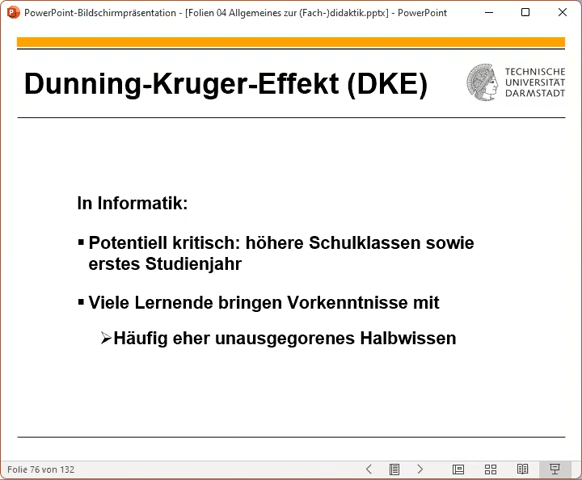 PowerPoint-Bildschirmpräsentation - [Folien 04 Allgemeines zur (Fach-)didaktik.pptx] - PowerPoint
Dunning-Kruger-Effekt (DKE)
TECHNISCHE
UNIVERSITÄT
DARMSTADT
In Informatik:
▪ Potentiell kritisch: höhere Schulklassen sowie
erstes Studienjahr
▪ Viele Lernende bringen Vorkenntnisse mit
➢Häufig eher unausgegorenes Halbwissen
Folie 76 von 132